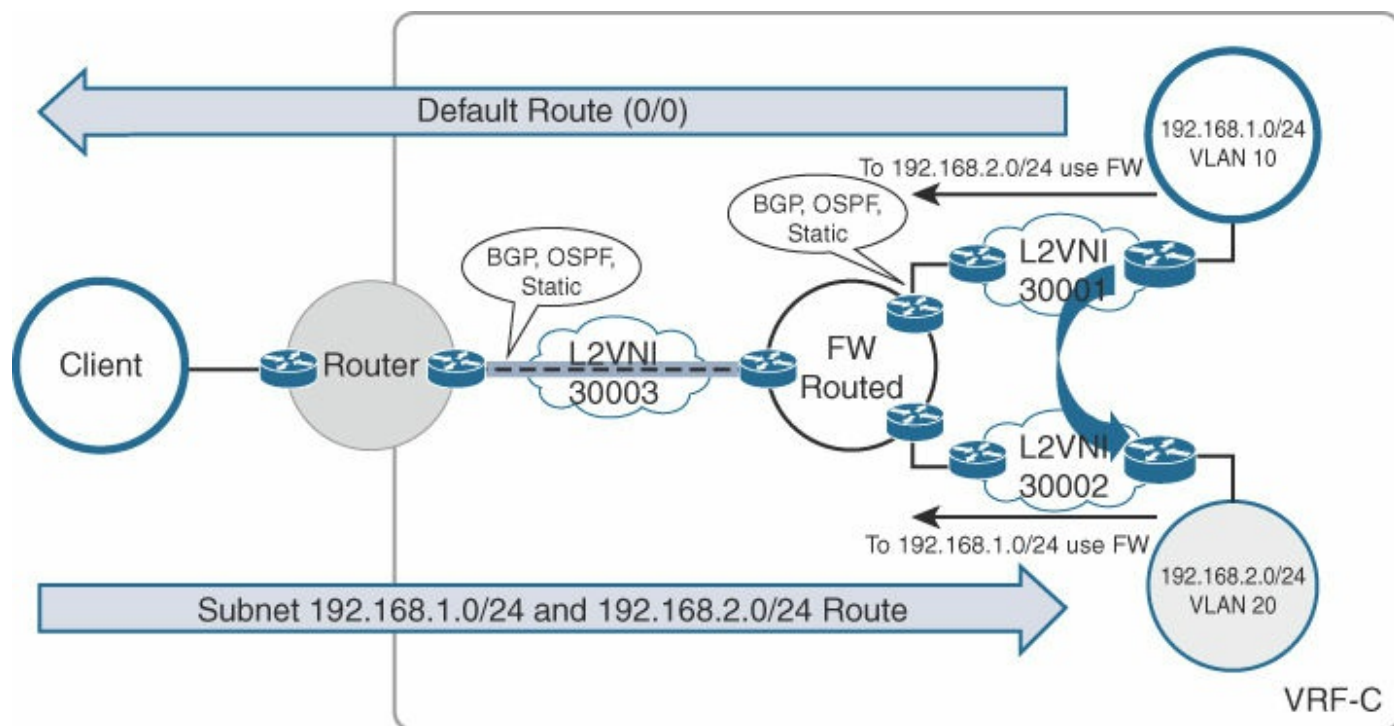 Default Route (0/0)
192.168.1.0/24
VLAN 10
To 192.168.2.0/24 use FW
BGP, OSPF,
Static
BGP, OSPF,
Static
L2VNI
30001
Client
Router
L2VNI
30003
FW
Routed
L2VNI
30002
To 192.168.1.0/24 use FW
192.168.2.0/24
VLAN 20
Subnet 192.168.1.0/24 and 192.168.2.0/24 Route
VRF-C